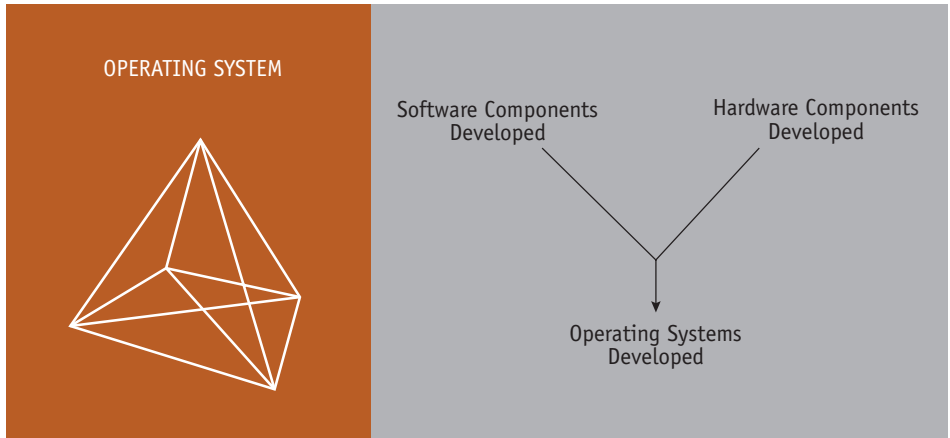 OPERATING SYSTEM
Software Components
Developed
Hardware Components
Developed
Operating Systems
Developed